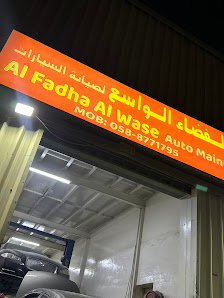 الفضاء الواسع لصيانة السيارات
Al Fadha Al Wase Auto Main
MOB: 058-8771795